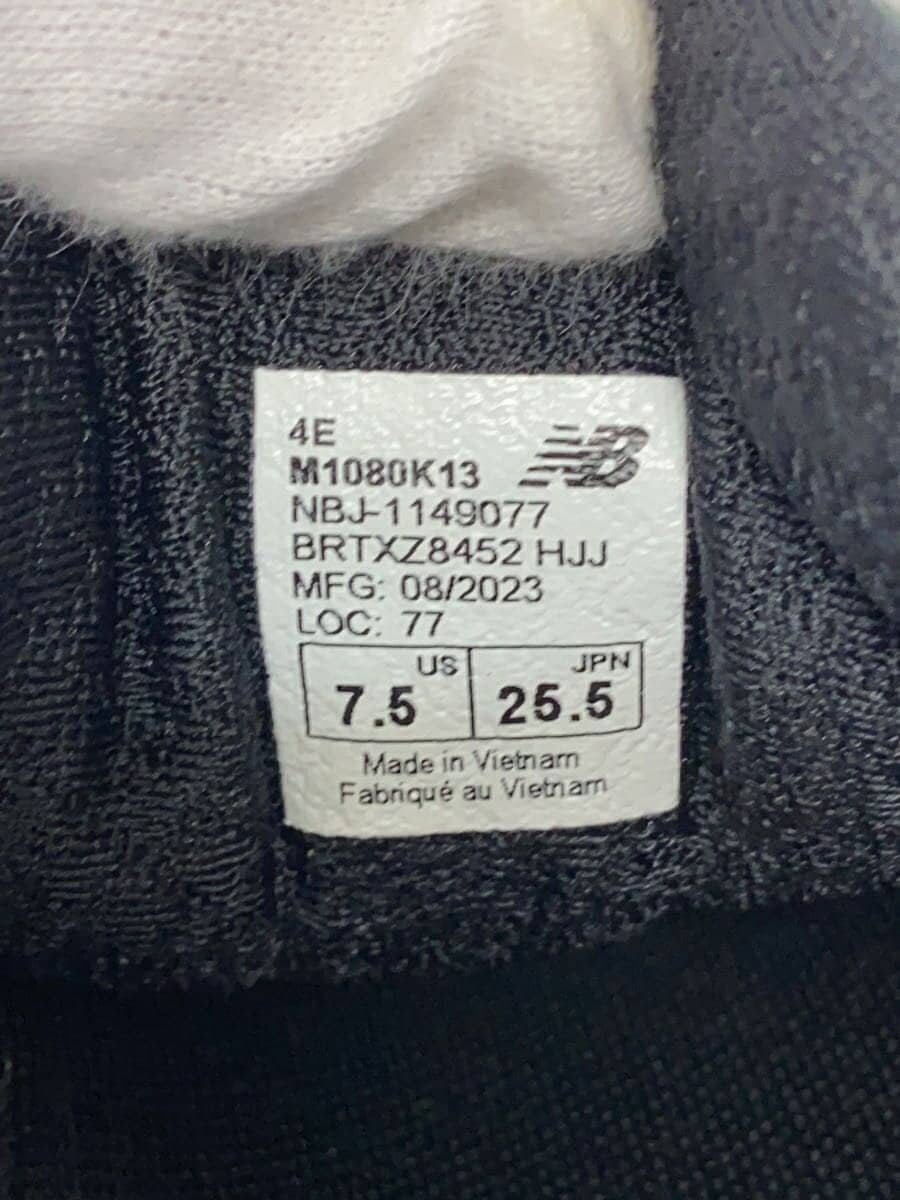 4E
M1080K13
NBJ-1149077
BRTXZ8452 HJJ
MFG: 08/2023
LOC: 77
US JPN
7.5 25.5
Made in Vietnam
Fabriqué au Vietnam